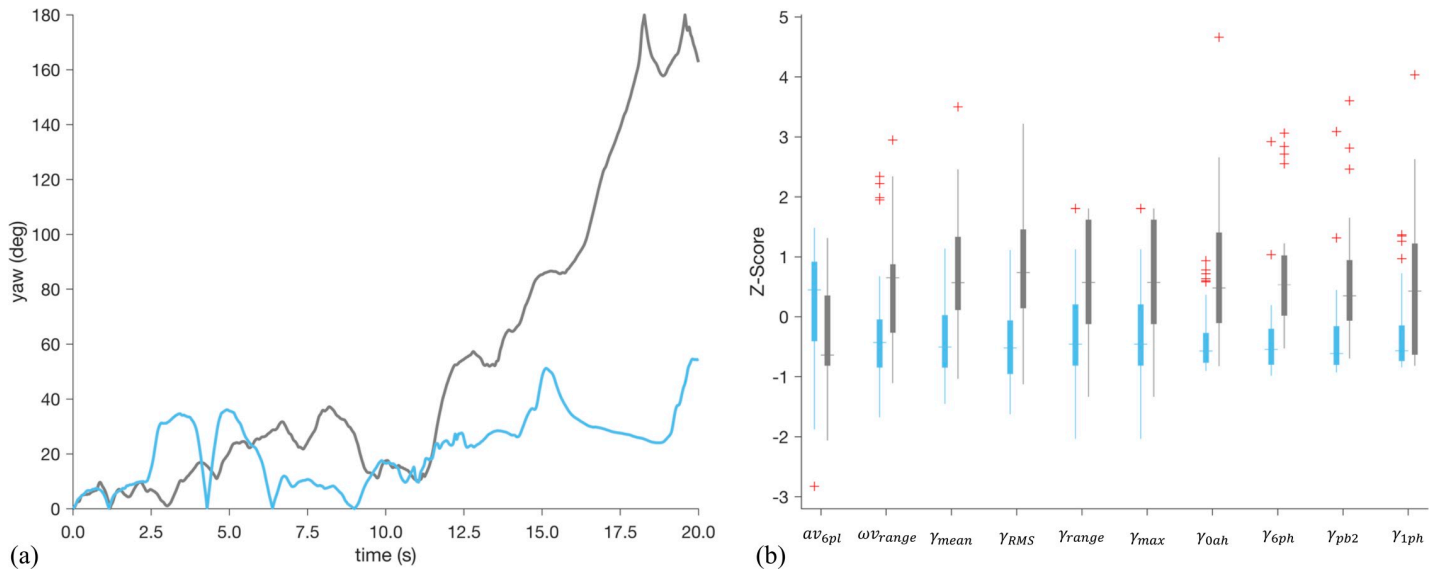 180
160
140
120
100
80
60
40
20
0
yaw (deg)
0.0 2.5 5.0 7.5 10.0 12.5 15.0 17.5 20.0
time (s)
(a)
5
4
3
2
1
0
-1
-2
-3
Z-Score
av6pl ωvrange γmean γRMS γrange γmax γ0ah γ6ph γpb2 γ1ph
(b)